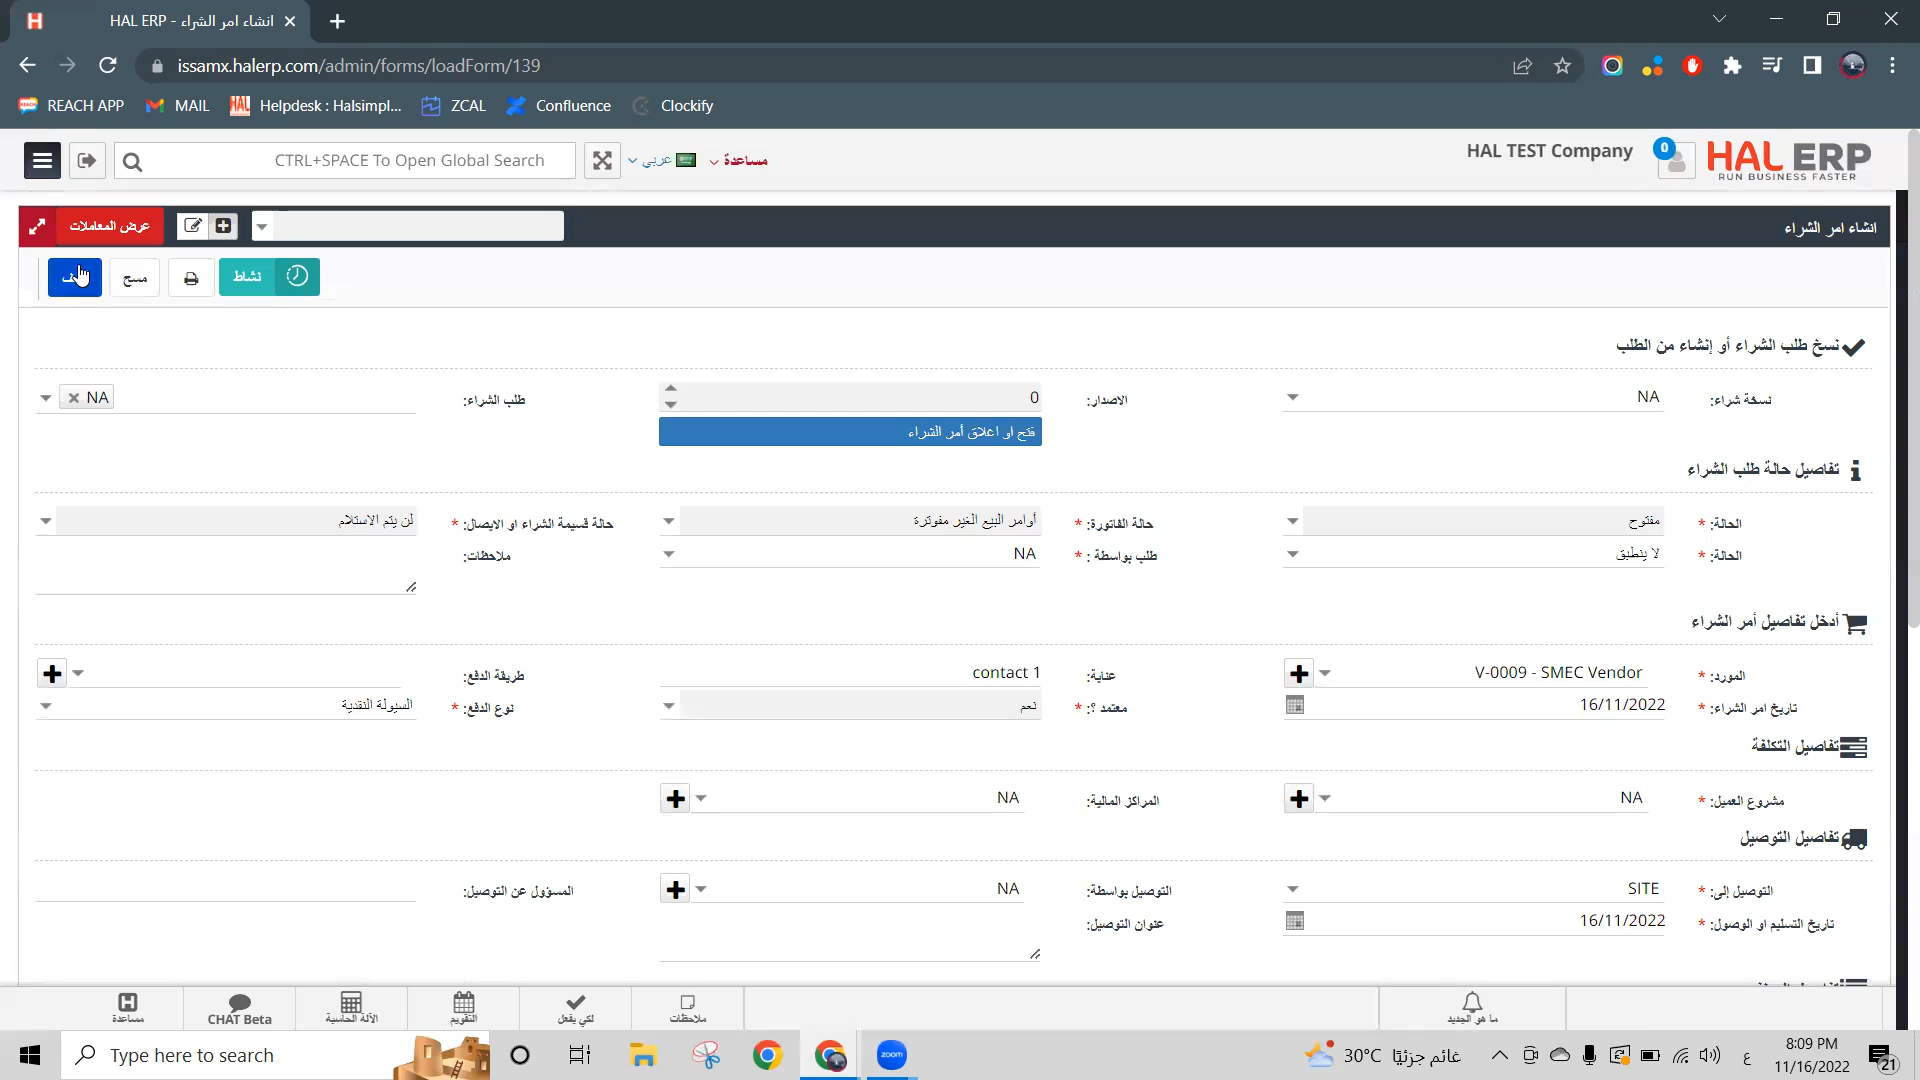 انشاء امر الشراء - HAL ERP
issamx.halerp.com/admin/forms/loadForm/139
REACH APP
MAIL
Helpdesk : Halsimpl...
ZCAL
Confluence
Clockify
CTRL+SPACE To Open Global Search
عربي
مساعدة
HAL TEST Company
0
HAL ERP
RUN BUSINESS FASTER
انشاء امر الشراء
عرض المعاملات
مسح
نشاط
نسخ طلب الشراء أو إنشاء من الطلب
نسخة شراء:
NA
الاصدار:
0
طلب الشراء:
NA
فتح او اغلاق أمر الشراء
تفاصيل حالة طلب الشراء
الحالة: *
مفتوح
حالة الفاتورة: *
أوامر البيع الغير مفوترة
حالة قسيمة الشراء او الايصال: *
لن يتم الاستلام
الحالة: *
لا ينطبق
طلب بواسطة : *
NA
ملاحظات:
أدخل تفاصيل أمر الشراء
المورد: *
V-0009 - SMEC Vendor
عناية:
contact 1
طريقة الدفع:
تاريخ امر الشراء: *
16/11/2022
معتمد ؟: *
نعم
نوع الدفع: *
السيولة النقدية
تفاصيل التكلفة
مشروع العميل: *
NA
المراكز المالية:
NA
تفاصيل التوصيل
التوصيل إلى: *
SITE
التوصيل بواسطة:
NA
المسؤول عن التوصيل:
تاريخ التسليم او الوصول: *
16/11/2022
عنوان التوصيل:
مساعدة
CHAT Beta
الآلة الحاسبة
التقويم
لكي يفعل
ملاحظات
ما هو الجديد
Type here to search
zoom
30°C غائم جزئيًا
ع
8:09 PM
11/16/2022
21